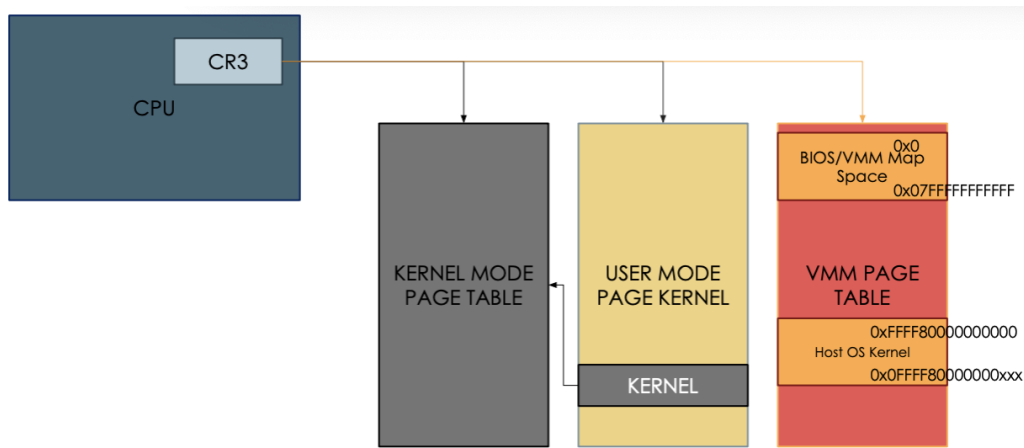 CR3
CPU
KERNEL MODE
PAGE TABLE
USER MODE
PAGE KERNEL
KERNEL
0x0
BIOS/VMM Map
Space
0x07FFFFFFFFFFF
VMM PAGE
TABLE
0xFFFF80000000000
Host OS Kernel
0x0FFFF80000000xxx